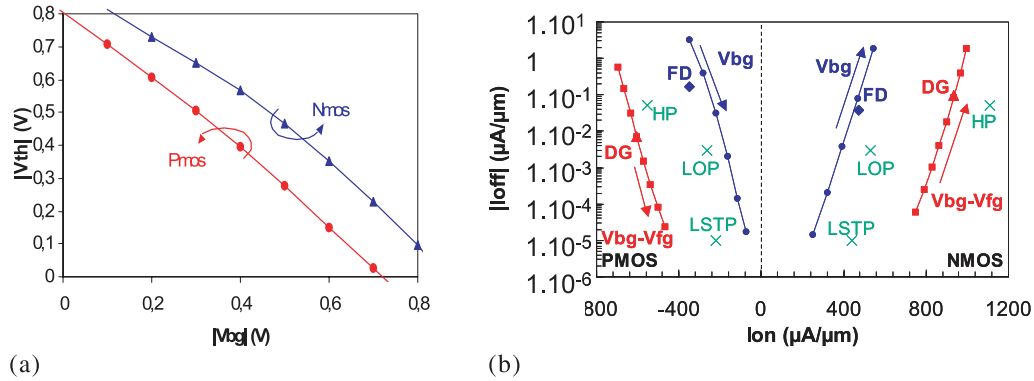 0,8
0,7
0,6
0,5
0,4
0,3
0,2
0,1
0
|Vth| (V)
Nmos
Pmos
0
0,2
0,4
0,6
0,8
|Vbg| (V)
(a)
1.10^1
1.10^0
1.10^-1
1.10^-2
1.10^-3
1.10^-4
1.10^-5
1.10^-6
|Ioff| (µA/µm)
Vbg
FD
HP
DG
LOP
Vbg-Vfg
LSTP
PMOS
Vbg
FD
DG
HP
LOP
Vbg-Vfg
LSTP
NMOS
800
-400
0
400
800
1200
Ion (µA/µm)
(b)